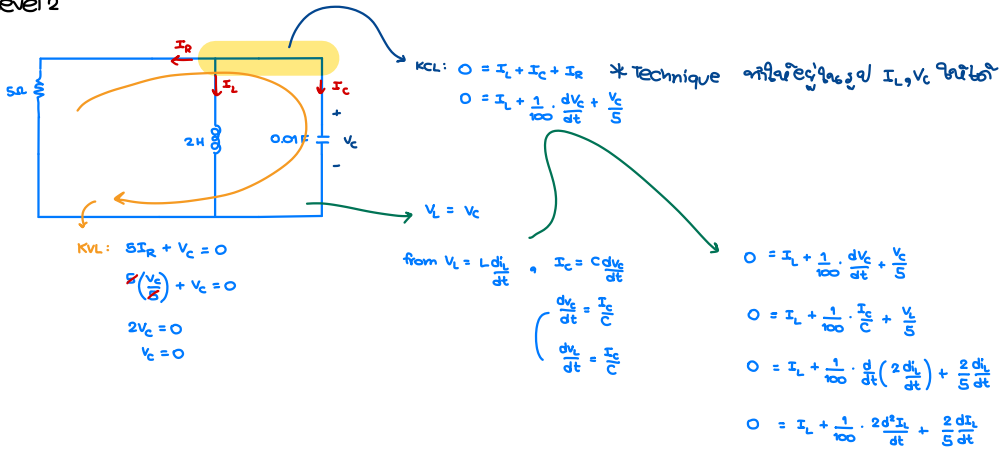 Level 2
I_R
5Ω
I_L
I_C
2H
0.01F
+
V_C
-
KCL: 0 = I_L + I_C + I_R
* Technique I_L, V_C
0 = I_L + 1/100 · dV_C/dt + V_C/5
V_L = V_C
KVL: 5I_R + V_C = 0
5(V_C/5) + V_C = 0
2V_C = 0
V_C = 0
from V_L = L di_L/dt , I_C = C dv_C/dt
dv_C/dt = I_C/C
dv_L/dt = I_C/C
0 = I_L + 1/100 · dV_C/dt + V_C/5
0 = I_L + 1/100 · I_C/C + V_L/5
0 = I_L + 1/100 · d/dt(2di_L/dt) + 2/5 di_L/dt
0 = I_L + 1/100 · 2d²I_L/dt + 2/5 dI_L/dt